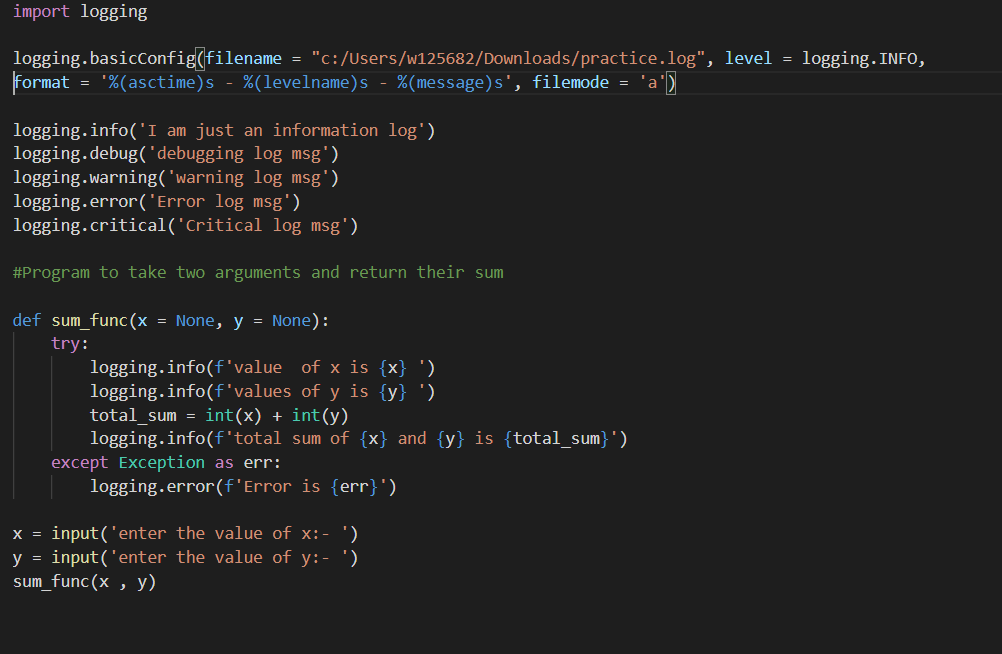 import logging

logging.basicConfig(filename = "c:/Users/w125682/Downloads/practice.log", level = logging.INFO,
format = '%(asctime)s - %(levelname)s - %(message)s', filemode = 'a')

logging.info('I am just an information log')
logging.debug('debugging log msg')
logging.warning('warning log msg')
logging.error('Error log msg')
logging.critical('Critical log msg')

#Program to take two arguments and return their sum

def sum_func(x = None, y = None):
    try:
        logging.info(f'value  of x is {x} ')
        logging.info(f'values of y is {y} ')
        total_sum = int(x) + int(y)
        logging.info(f'total sum of {x} and {y} is {total_sum}')
    except Exception as err:
        logging.error(f'Error is {err}')

x = input('enter the value of x:- ')
y = input('enter the value of y:- ')
sum_func(x , y)